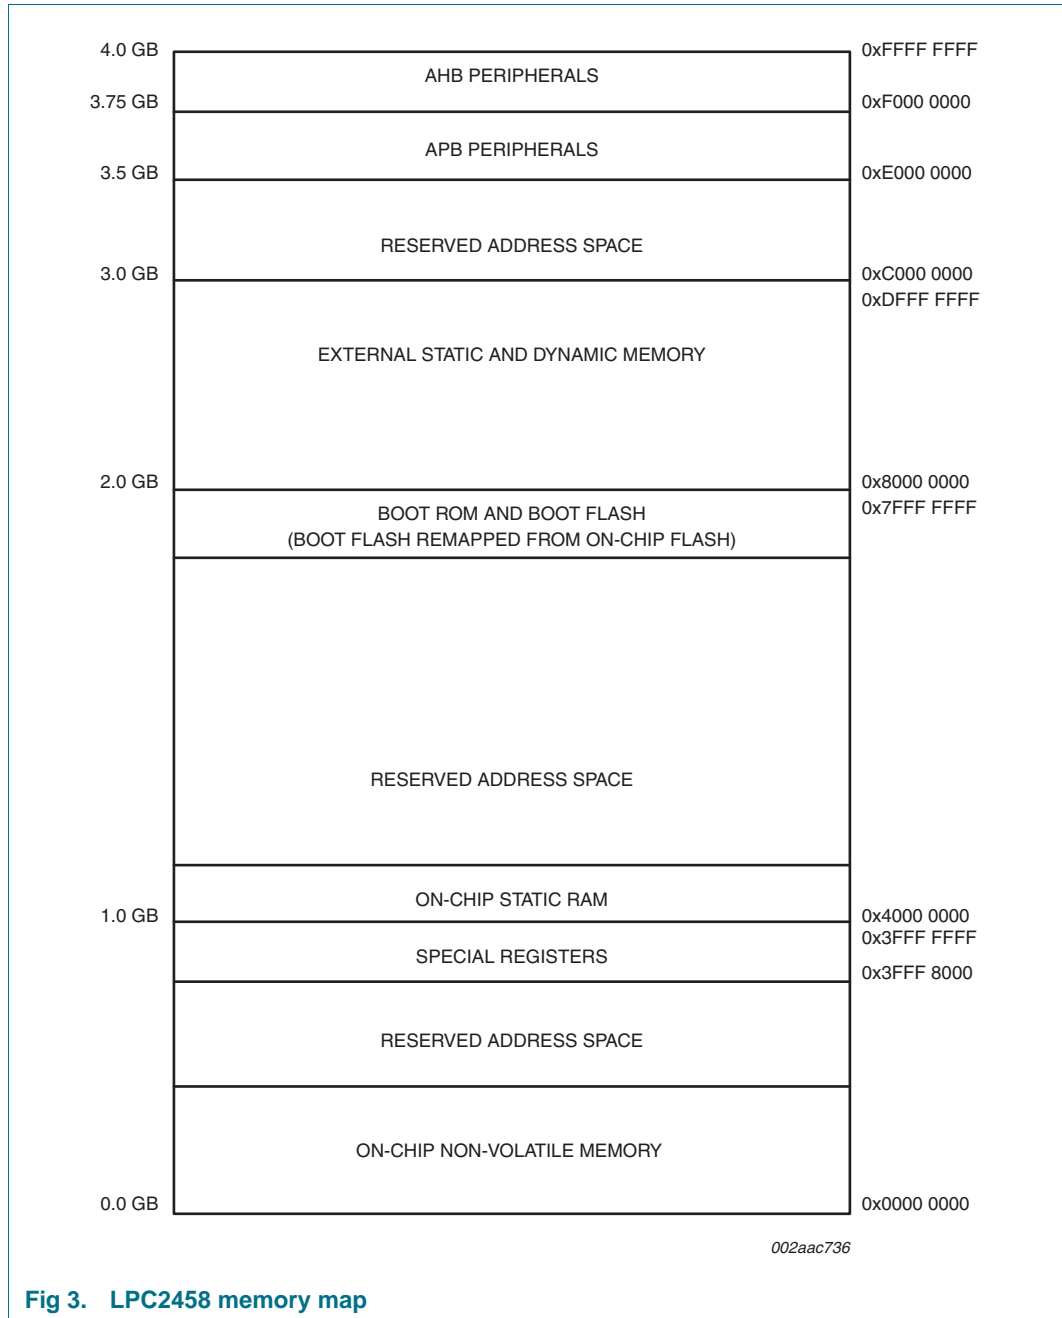 4.0 GB 0xFFFF FFFF
AHB PERIPHERALS
3.75 GB 0xF000 0000
APB PERIPHERALS
3.5 GB 0xE000 0000
RESERVED ADDRESS SPACE
3.0 GB 0xC000 0000
0xDFFF FFFF
EXTERNAL STATIC AND DYNAMIC MEMORY
2.0 GB 0x8000 0000
0x7FFF FFFF
BOOT ROM AND BOOT FLASH
(BOOT FLASH REMAPPED FROM ON-CHIP FLASH)
RESERVED ADDRESS SPACE
ON-CHIP STATIC RAM
1.0 GB 0x4000 0000
0x3FFF FFFF
SPECIAL REGISTERS
0x3FFF 8000
RESERVED ADDRESS SPACE
ON-CHIP NON-VOLATILE MEMORY
0.0 GB 0x0000 0000
002aac736
Fig 3. LPC2458 memory map